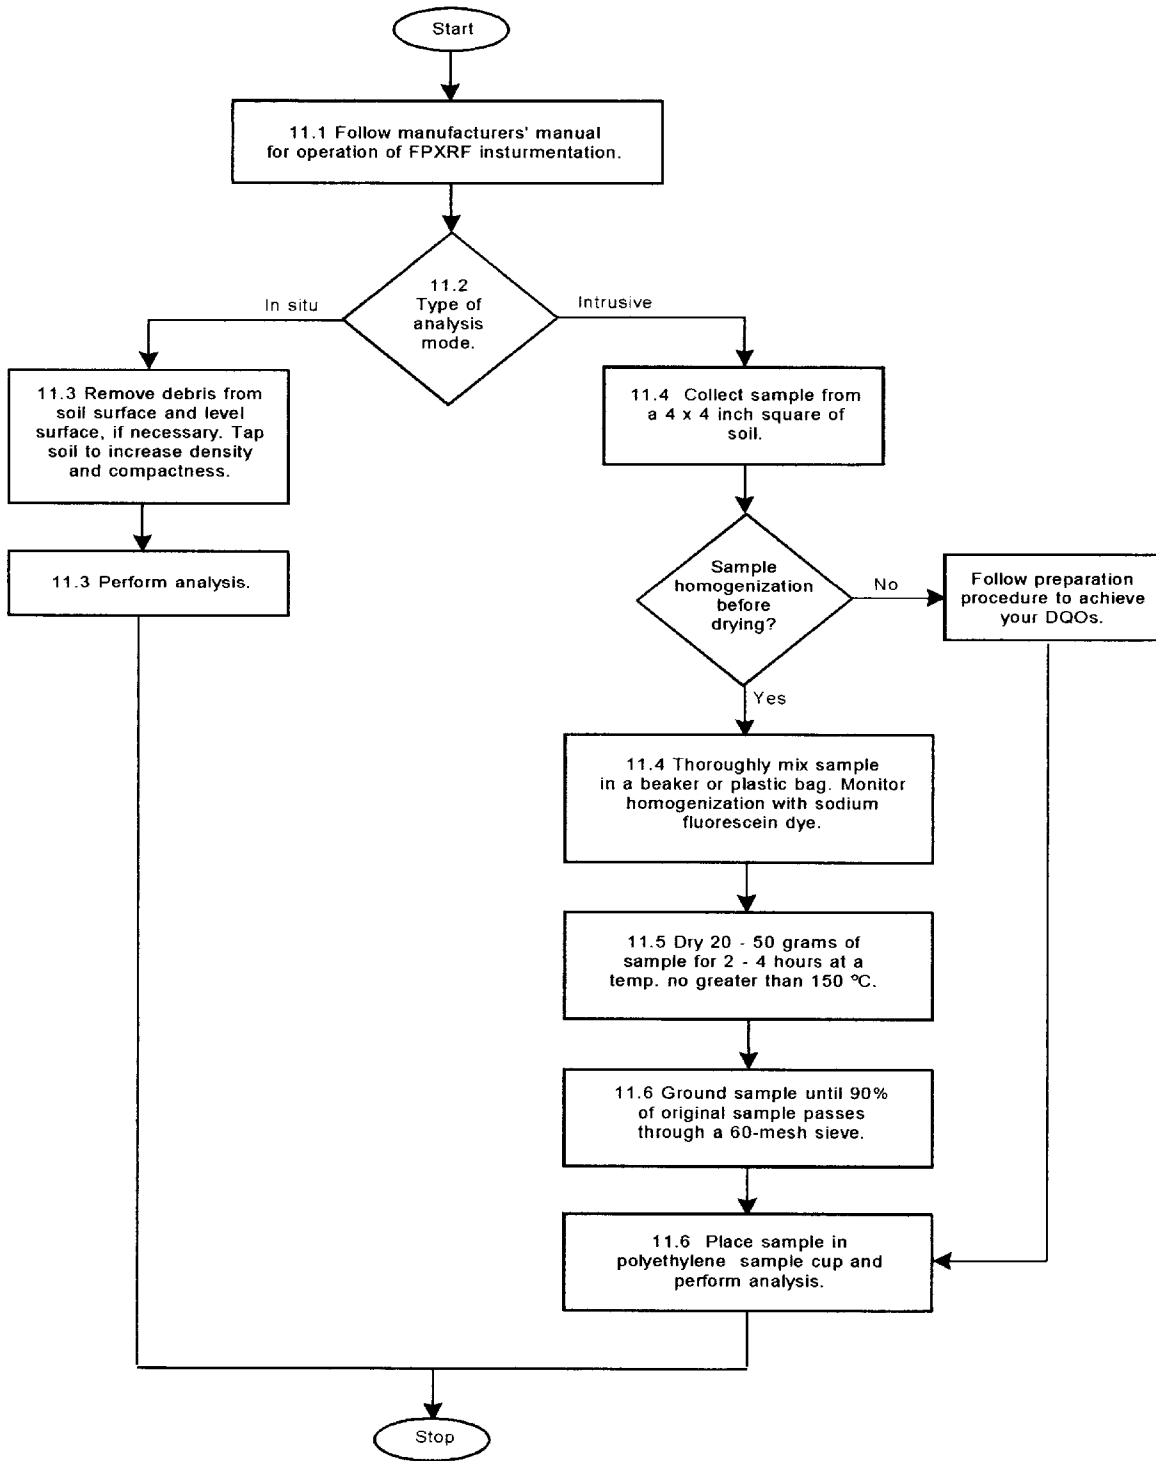 Start
11.1 Follow manufacturers' manual
for operation of FPXRF insturmentation.
11.2
Type of
analysis
mode.
In situ
Intrusive
11.3 Remove debris from
soil surface and level
surface, if necessary. Tap
soil to increase density
and compactness.
11.3 Perform analysis.
11.4 Collect sample from
a 4 x 4 inch square of
soil.
Sample
homogenization
before
drying?
No
Follow preparation
procedure to achieve
your DQOs.
Yes
11.4 Thoroughly mix sample
in a beaker or plastic bag. Monitor
homogenization with sodium
fluorescein dye.
11.5 Dry 20 - 50 grams of
sample for 2 - 4 hours at a
temp. no greater than 150 ºC.
11.6 Ground sample until 90%
of original sample passes
through a 60-mesh sieve.
11.6 Place sample in
polyethylene sample cup and
perform analysis.
Stop